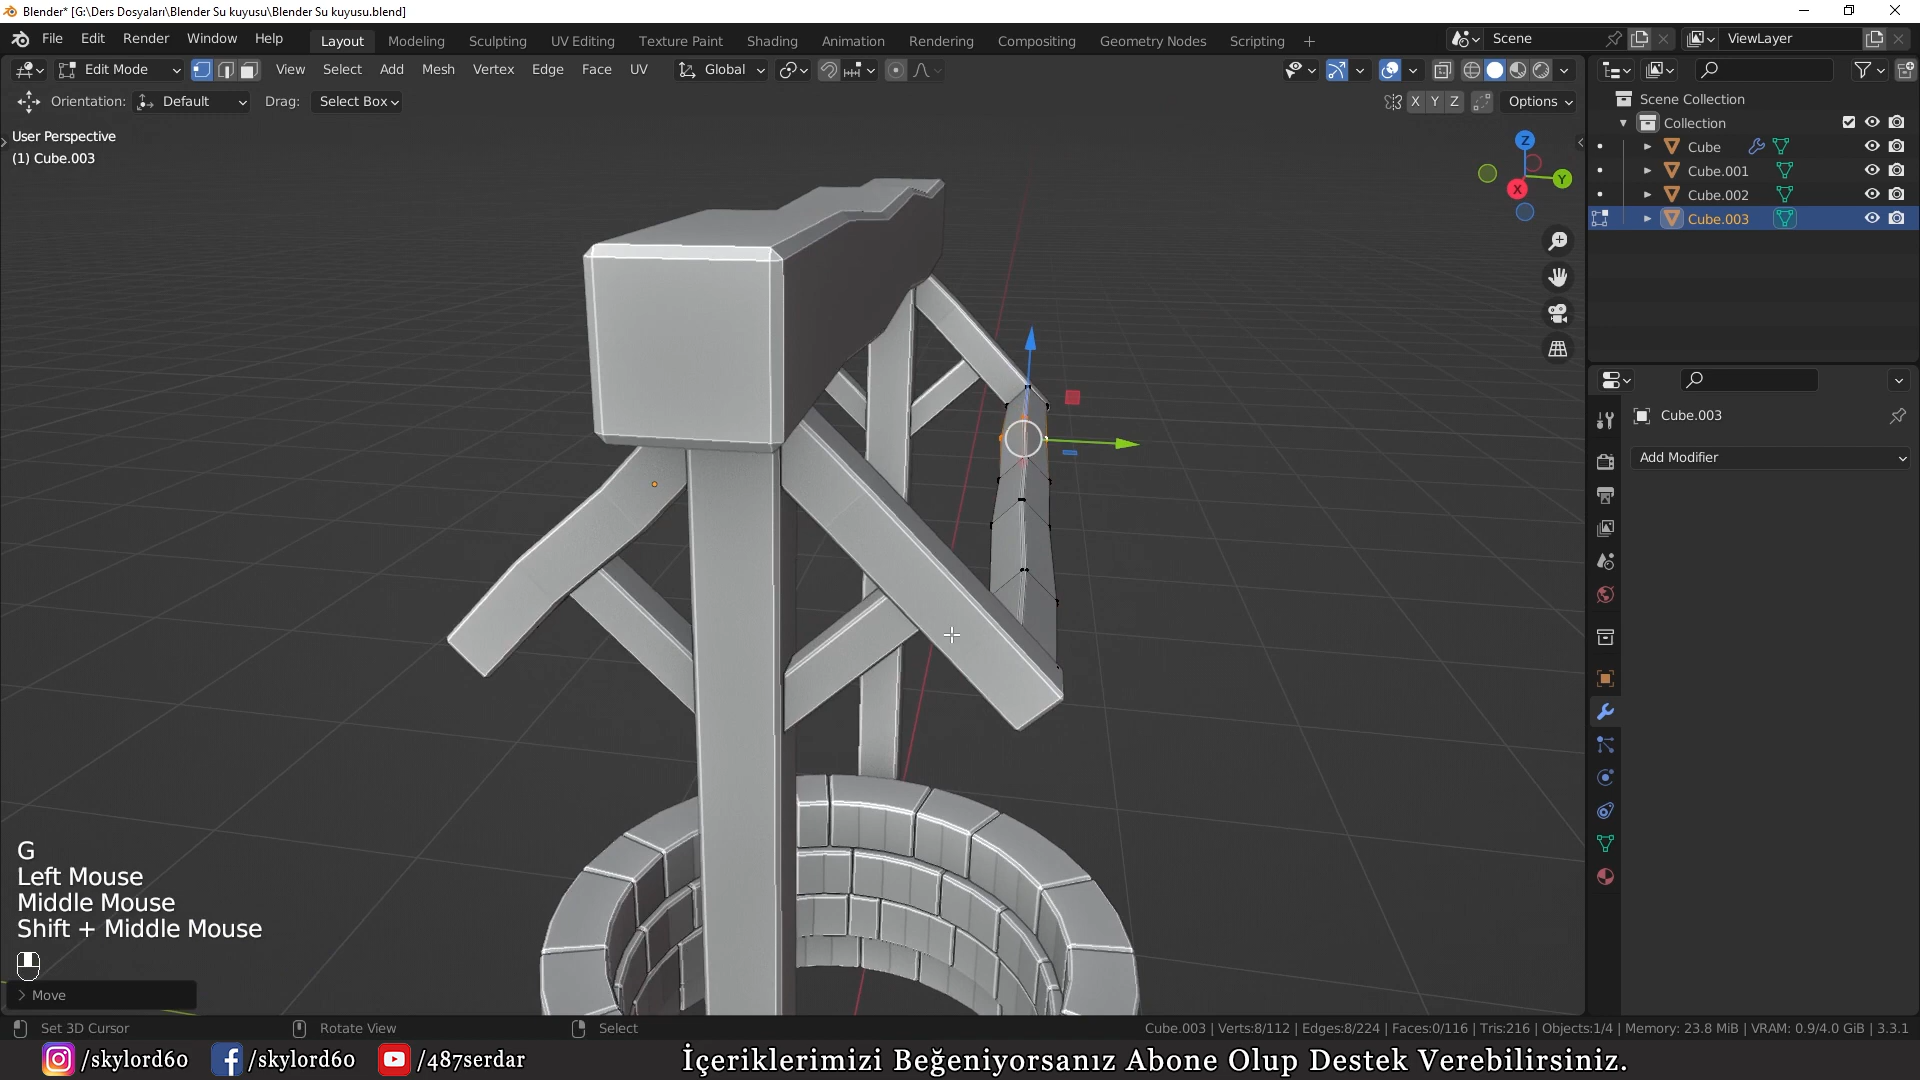 Blender* [G:\Ders Dosyaları\Blender Su kuyusu\Blender Su kuyusu.blend]
File Edit Render Window Help
Layout Modeling Sculpting UV Editing Texture Paint Shading Animation Rendering Compositing Geometry Nodes Scripting +
Scene
ViewLayer
Edit Mode View Select Add Mesh Vertex Edge Face UV Global
Orientation: Default Drag: Select Box
X Y Z Options
User Perspective
(1) Cube.003
Z
Y
X
Scene Collection
Collection
Cube
Cube.001
Cube.002
Cube.003
Cube.003
Add Modifier
G
Left Mouse
Middle Mouse
Shift + Middle Mouse
> Move
Set 3D Cursor Rotate View Select
Cube.003 | Verts:8/112 | Edges:8/224 | Faces:0/116 | Tris:216 | Objects:1/4 | Memory: 23.8 MiB | VRAM: 0.9/4.0 GiB | 3.3.1
/skylord60 /skylord60 /487serdar
İçeriklerimizi Beğeniyorsanız Abone Olup Destek Verebilirsiniz.